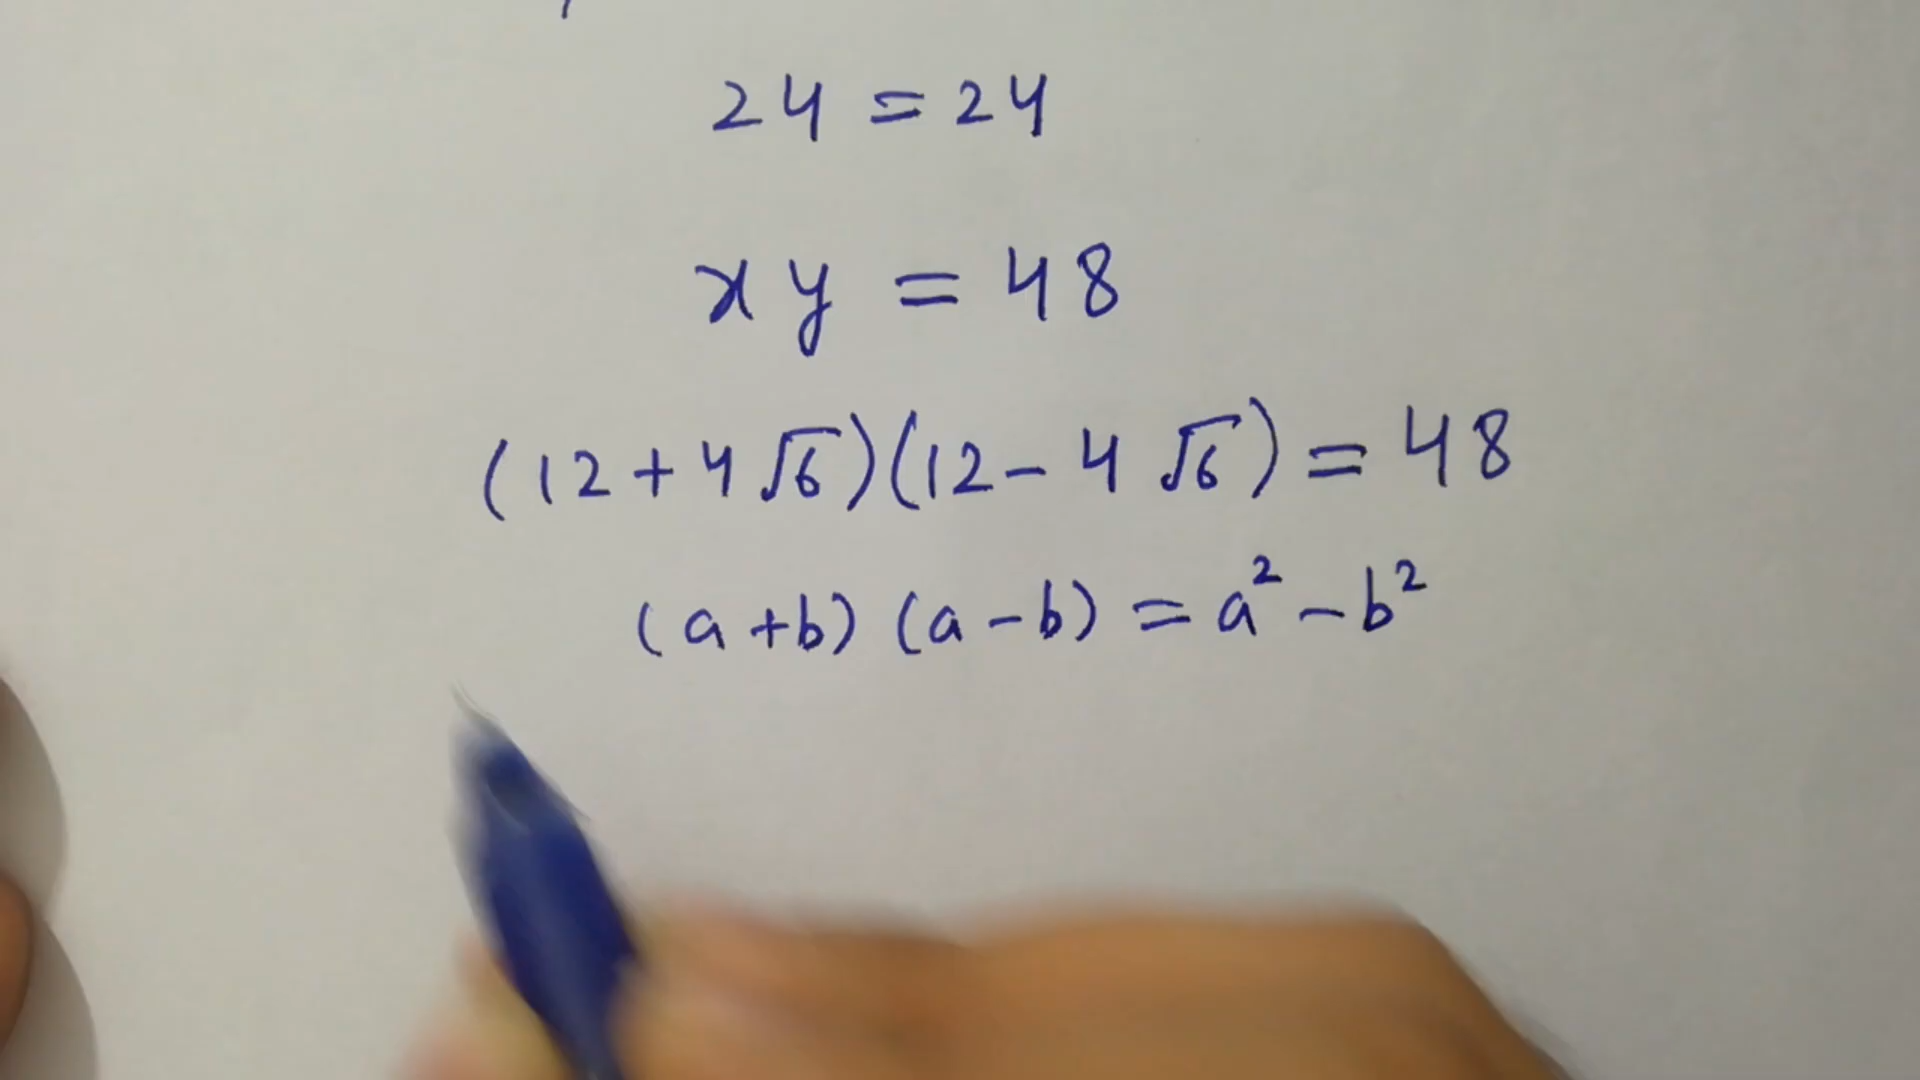 24 = 24
xy = 48
(12+4√6)(12-4√6) = 48
(a+b)(a-b) = a²-b²